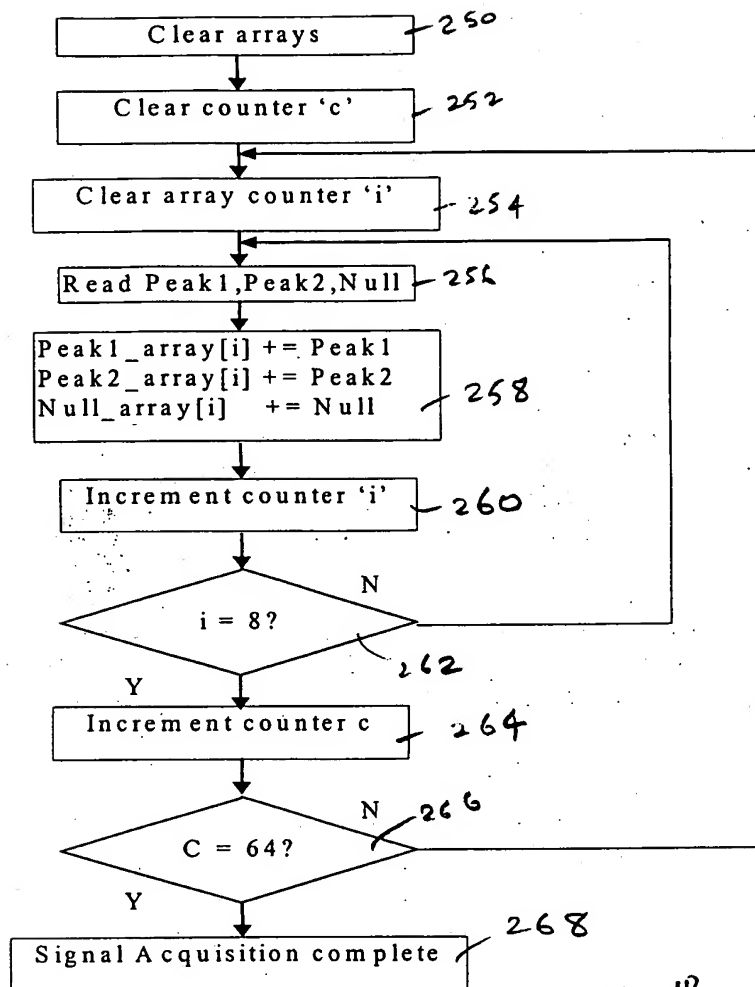 Clear arrays 250
Clear counter ‘c’ 252
Clear array counter ‘i’ 254
Read Peak1,Peak2,Null 256
Peak1_array[i] += Peak1
Peak2_array[i] += Peak2
Null_array[i] += Null 258
Increment counter ‘i’ 260
N
i = 8?
262
Y
Increment counter c 264
N 266
C = 64?
Y
268
Signal Acquisition complete